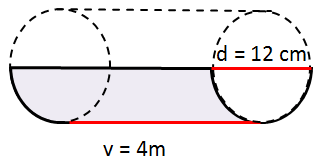 d = 12 cm
v = 4m